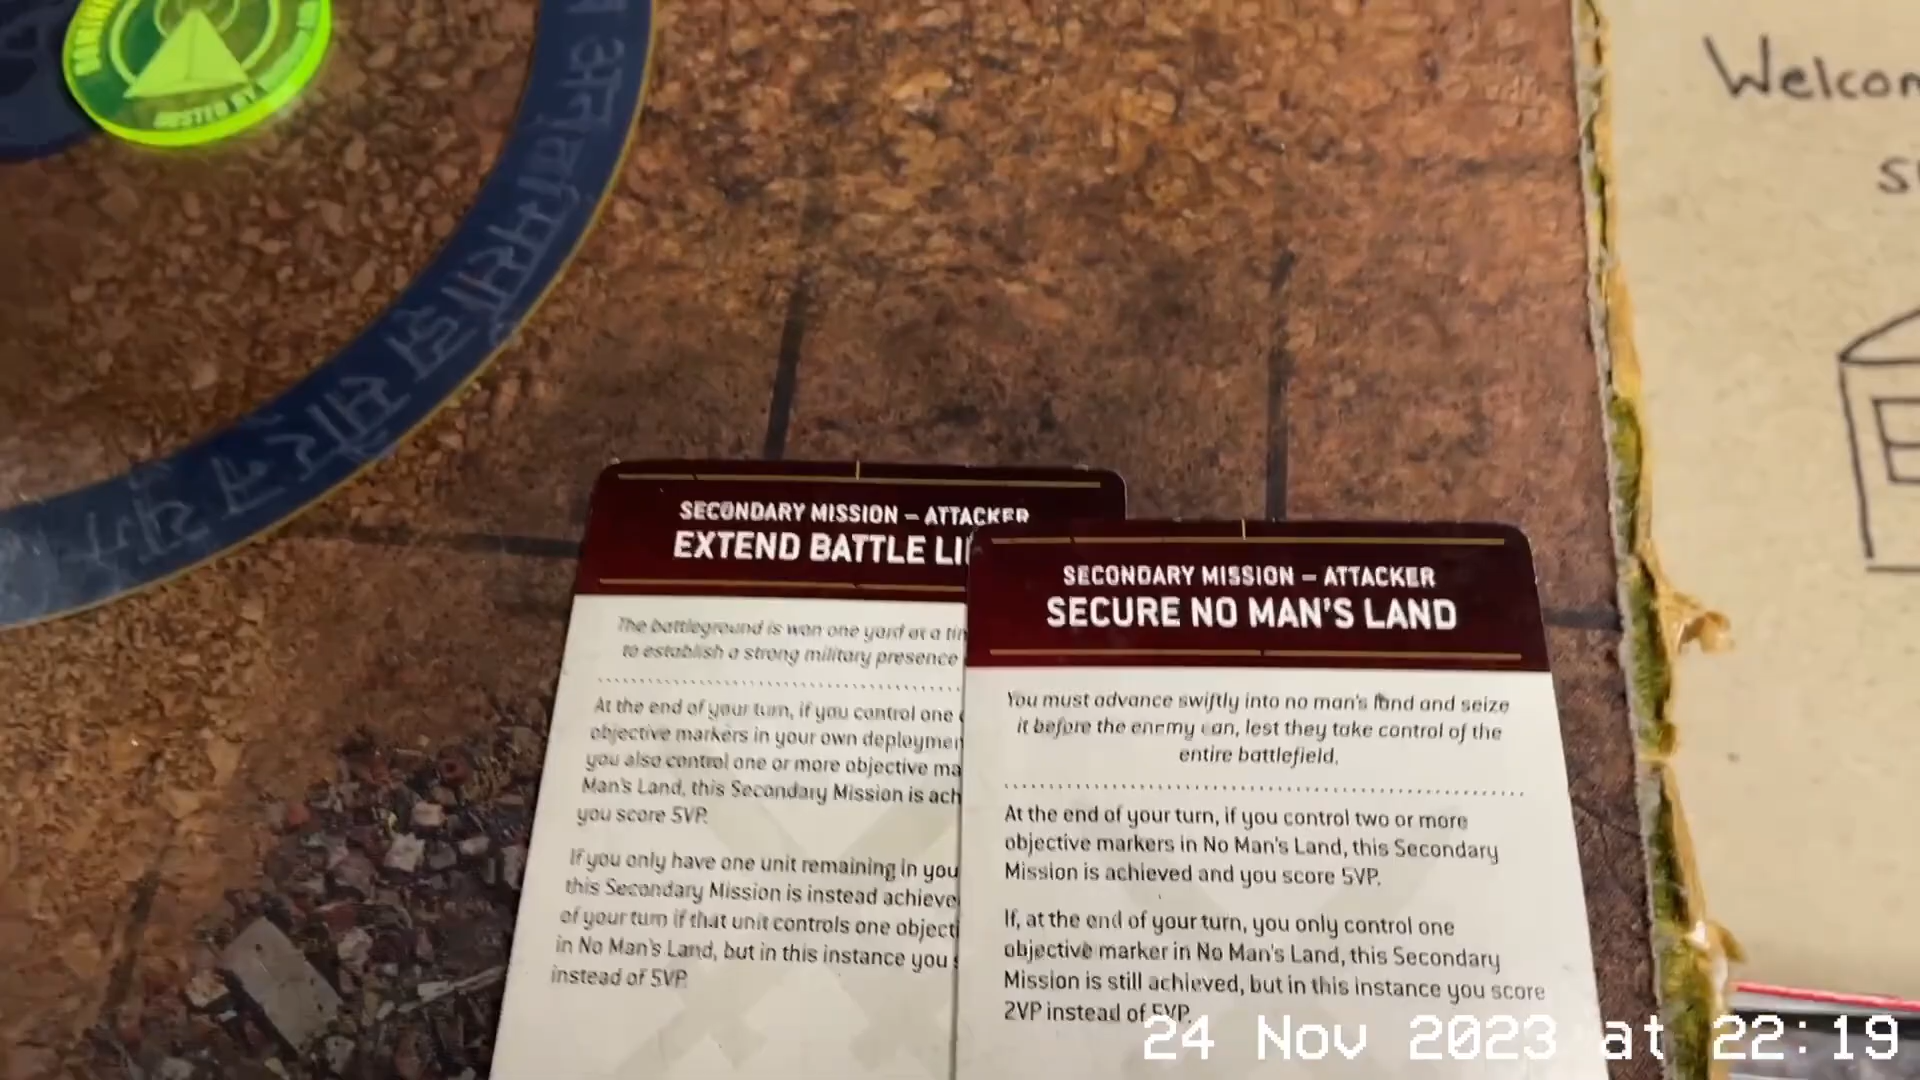 HOSTED BY
Welcom
SECONDARY MISSION – ATTACKER
EXTEND BATTLE LI
The battleground is won one yard at a tim
to establish a strong military presence
At the end of your turn, if you control one
objective markers in your own deploymen
you also control one or more objective ma
Man's Land, this Secondary Mission is ach
you score 5VP.
If you only have one unit remaining in you
this Secondary Mission is instead achieve
of your turn if that unit controls one objecti
in No Man's Land, but in this instance you s
instead of 5VP.
SECONDARY MISSION – ATTACKER
SECURE NO MAN'S LAND
You must advance swiftly into no man's land and seize
it before the enemy can, lest they take control of the
entire battlefield.
At the end of your turn, if you control two or more
objective markers in No Man's Land, this Secondary
Mission is achieved and you score 5VP.
If, at the end of your turn, you only control one
objective marker in No Man's Land, this Secondary
Mission is still achieved, but in this instance you score
2VP instead of 5VP.
24 Nov 2023 at 22:19